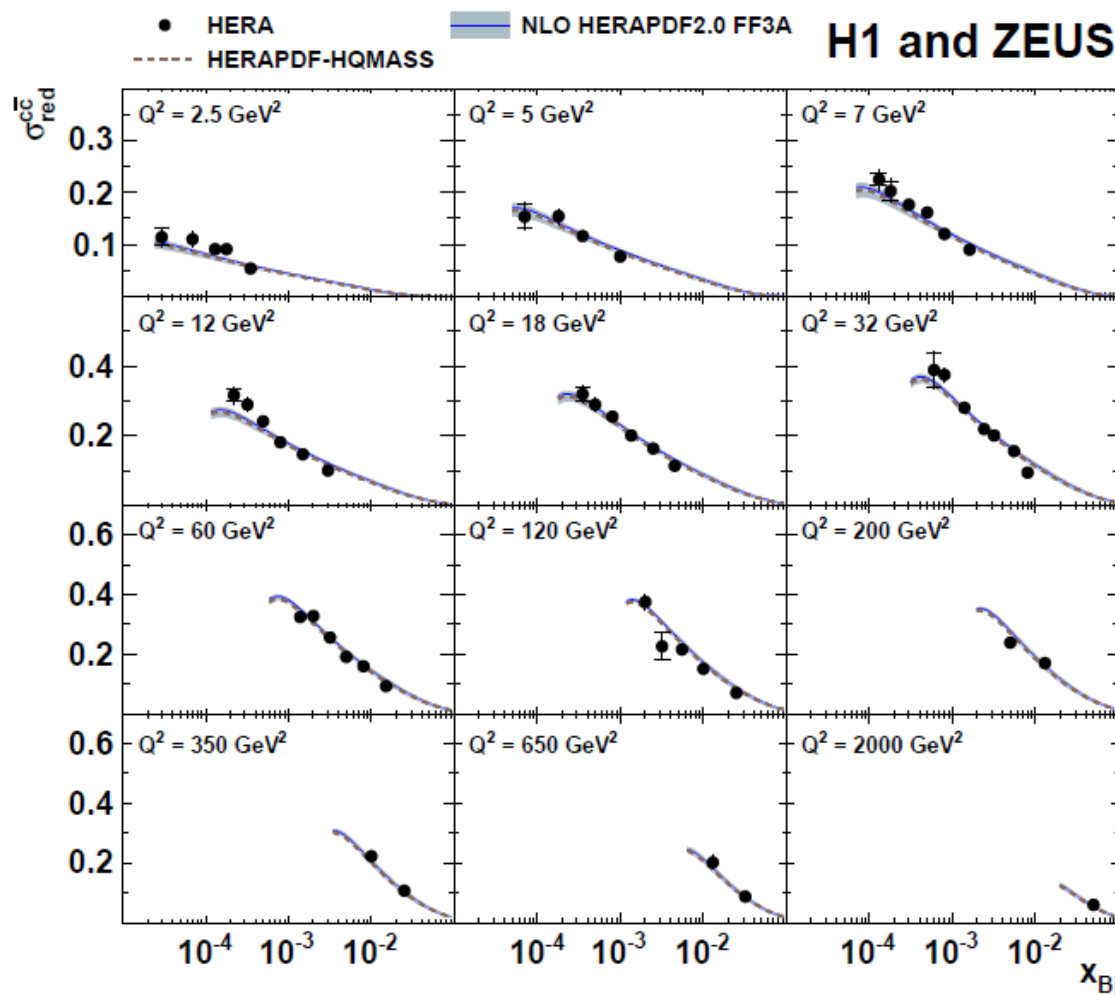 HERA
NLO HERAPDF2.0 FF3A
H1 and ZEUS
HERAPDF-HQMASS
σ_red^{cc̄}
Q² = 2.5 GeV²
Q² = 5 GeV²
Q² = 7 GeV²
0.3
0.2
0.1
Q² = 12 GeV²
Q² = 18 GeV²
Q² = 32 GeV²
0.4
0.2
Q² = 60 GeV²
Q² = 120 GeV²
Q² = 200 GeV²
0.6
0.4
0.2
Q² = 350 GeV²
Q² = 650 GeV²
Q² = 2000 GeV²
0.6
0.4
0.2
10⁻⁴ 10⁻³ 10⁻² 10⁻⁴ 10⁻³ 10⁻² 10⁻⁴ 10⁻³ 10⁻²
x_B